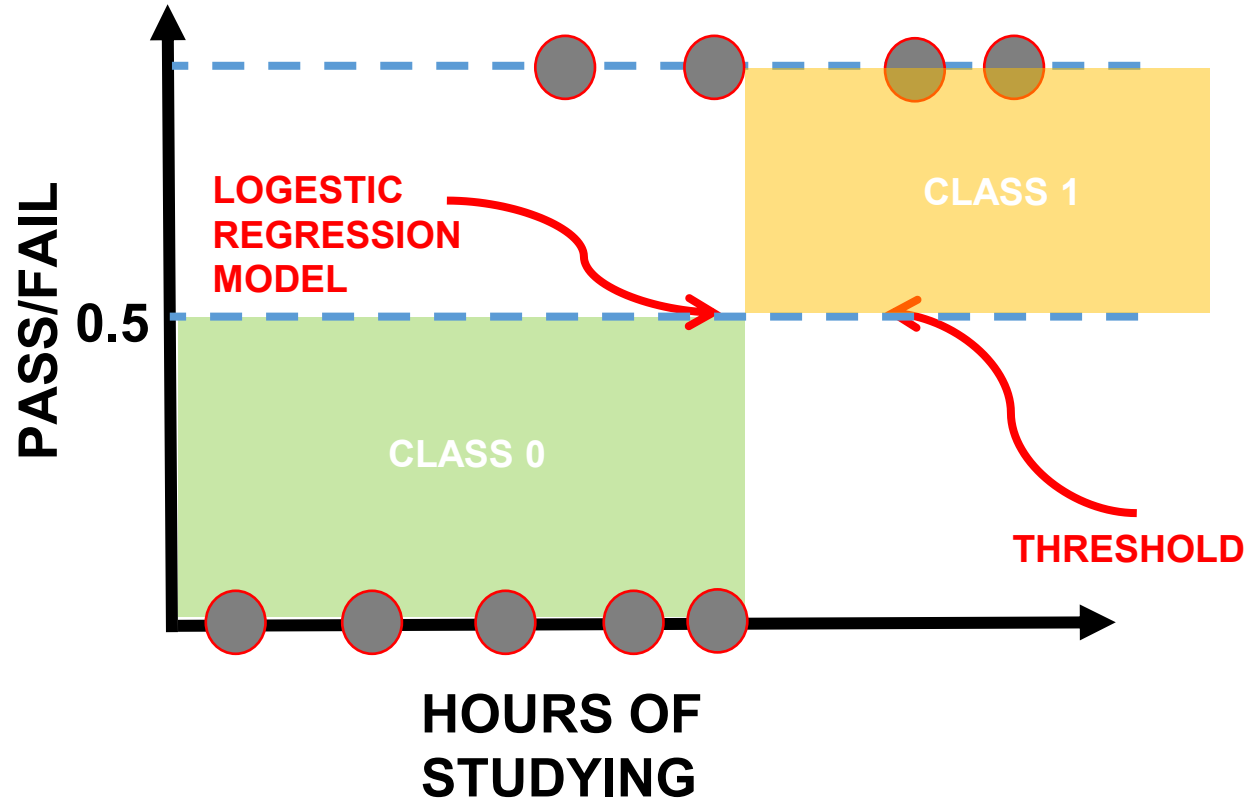 PASS/FAIL
LOGESTIC
REGRESSION
MODEL
CLASS 1
0.5
CLASS 0
THRESHOLD
HOURS OF
STUDYING